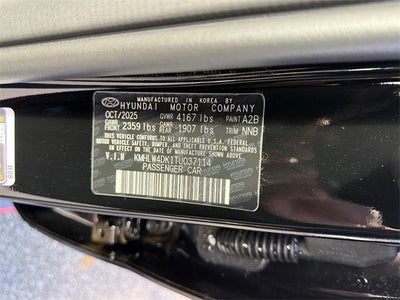 MANUFACTURED IN KOREA BY
HYUNDAI MOTOR COMPANY
OCT/2025 GVWR 4167 lbs PAINT A2B
GAWR FRONT 2359 lbs GAWR REAR 1907 lbs TRIM NNB
THIS VEHICLE CONFORMS TO ALL APPLICABLE U.S.A. FEDERAL
MOTOR VEHICLE SAFETY, BUMPER, AND THEFT PREVENTION
STANDARDS IN EFFECT ON THE DATE OF MANUFACTURE SHOWN ABOVE.
V.I.N KMHLW4DK1TU037114
PASSENGER CAR